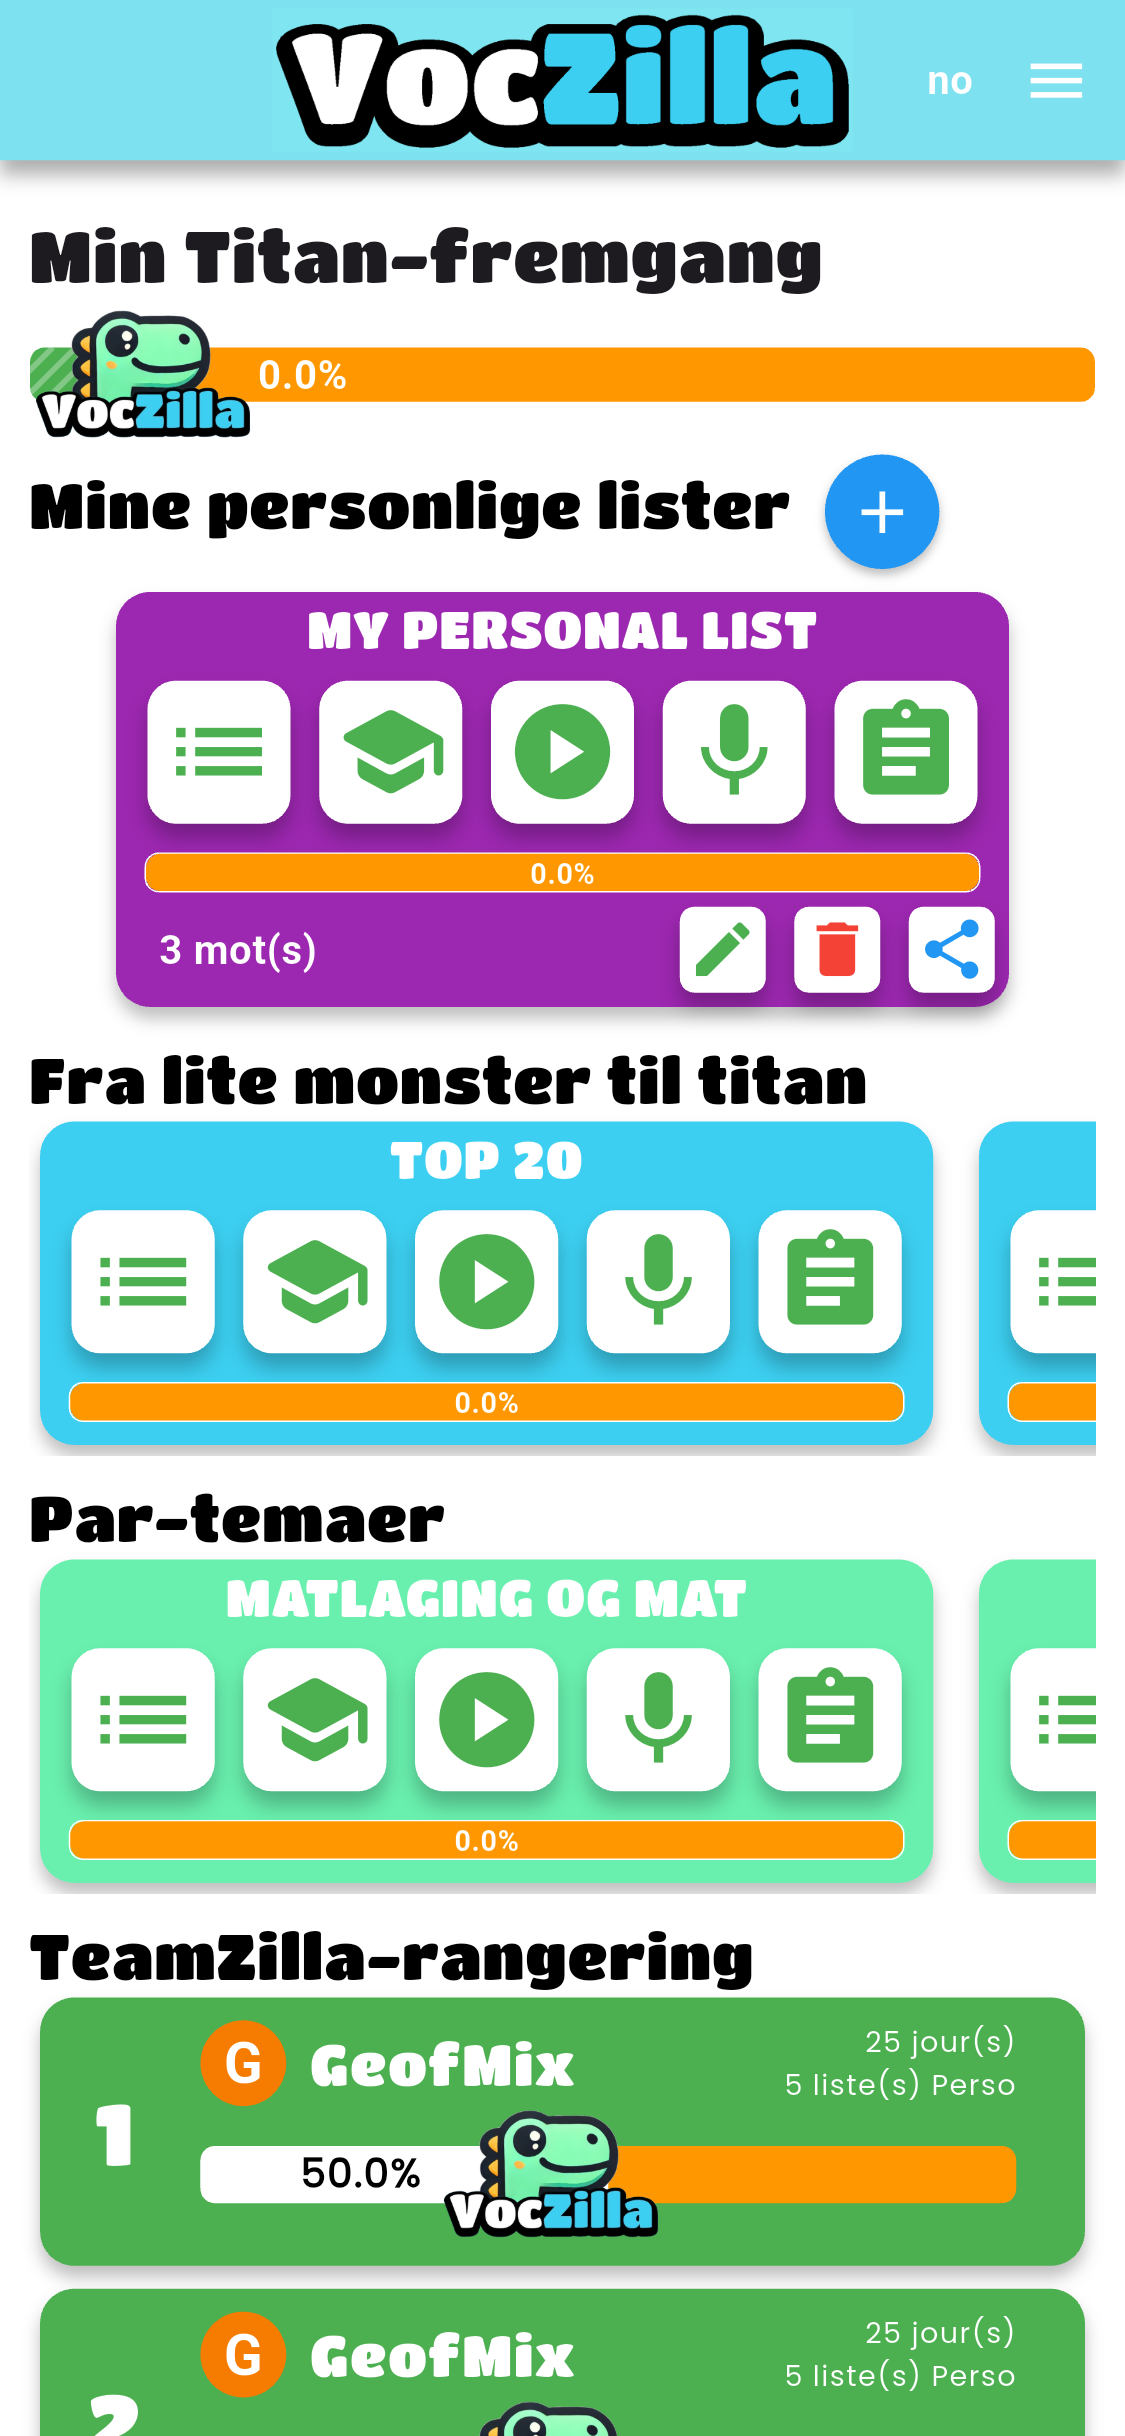 VocZilla
no
Min Titan-fremgang
0.0%
VocZilla
Mine personlige lister
MY PERSONAL LIST
0.0%
3 mot(s)
Fra lite monster til titan
TOP 20
0.0%
Par-temaer
MATLAGING OG MAT
0.0%
TeamZilla-rangering
1
G
GeofMix
25 jour(s)
5 liste(s) Perso
50.0%
VocZilla
2
G
GeofMix
25 jour(s)
5 liste(s) Perso